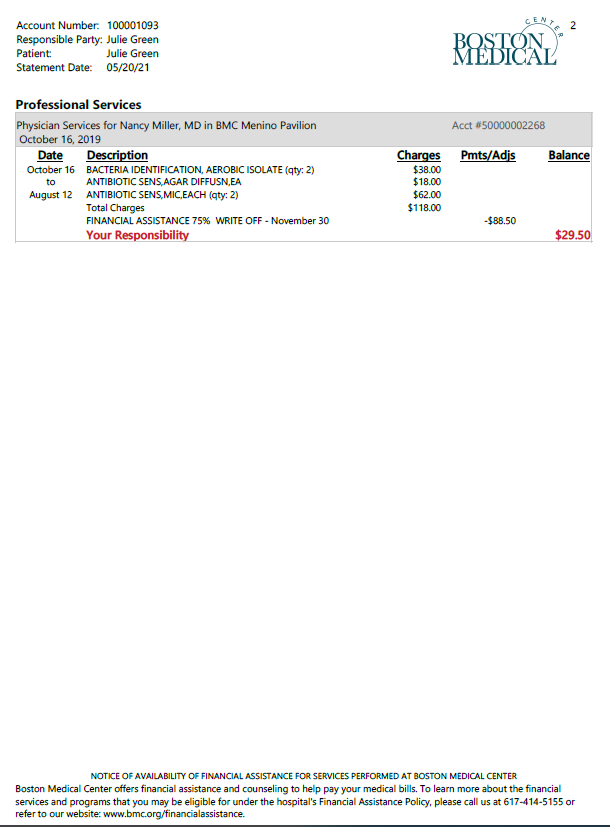 Account Number: 100001093
Responsible Party: Julie Green
Patient: Julie Green
Statement Date: 05/20/21
BOSTON
MEDICAL
CENTER
2
Professional Services
Physician Services for Nancy Miller, MD in BMC Menino Pavilion Acct #50000002268
October 16, 2019
Date Description Charges Pmts/Adjs Balance
October 16 BACTERIA IDENTIFICATION, AEROBIC ISOLATE (qty: 2) $38.00
to ANTIBIOTIC SENS,AGAR DIFFUSN,EA $18.00
August 12 ANTIBIOTIC SENS,MIC,EACH (qty: 2) $62.00
Total Charges $118.00
FINANCIAL ASSISTANCE 75% WRITE OFF - November 30 -$88.50
Your Responsibility $29.50
NOTICE OF AVAILABILITY OF FINANCIAL ASSISTANCE FOR SERVICES PERFORMED AT BOSTON MEDICAL CENTER
Boston Medical Center offers financial assistance and counseling to help pay your medical bills. To learn more about the financial
services and programs that you may be eligible for under the hospital's Financial Assistance Policy, please call us at 617-414-5155 or
refer to our website: www.bmc.org/financialassistance.